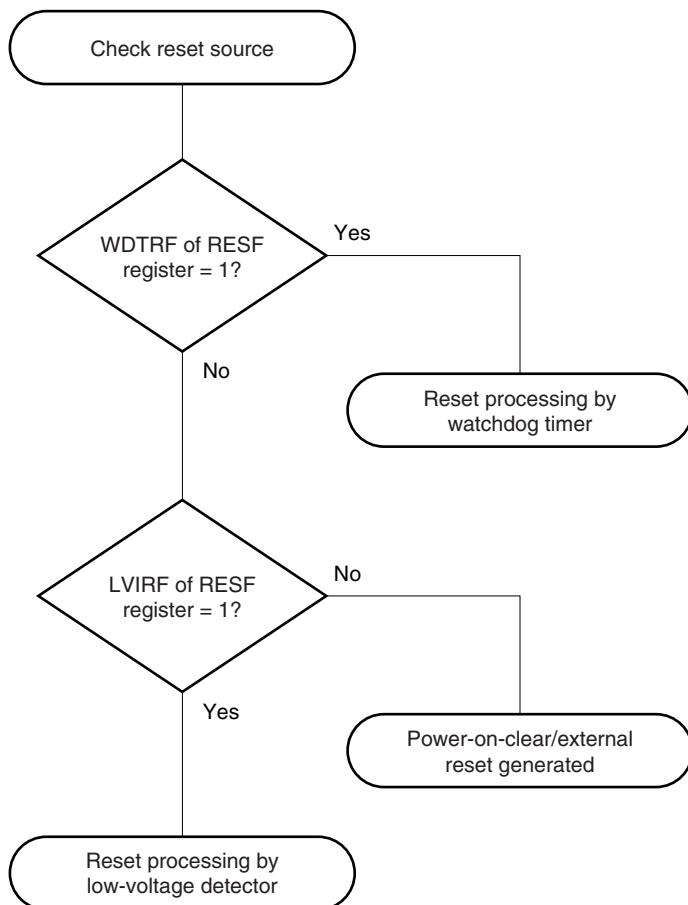 Check reset source
WDTRF of RESF
register = 1?
Yes
No
Reset processing by
watchdog timer
LVIRF of RESF
register = 1?
No
Yes
Power-on-clear/external
reset generated
Reset processing by
low-voltage detector